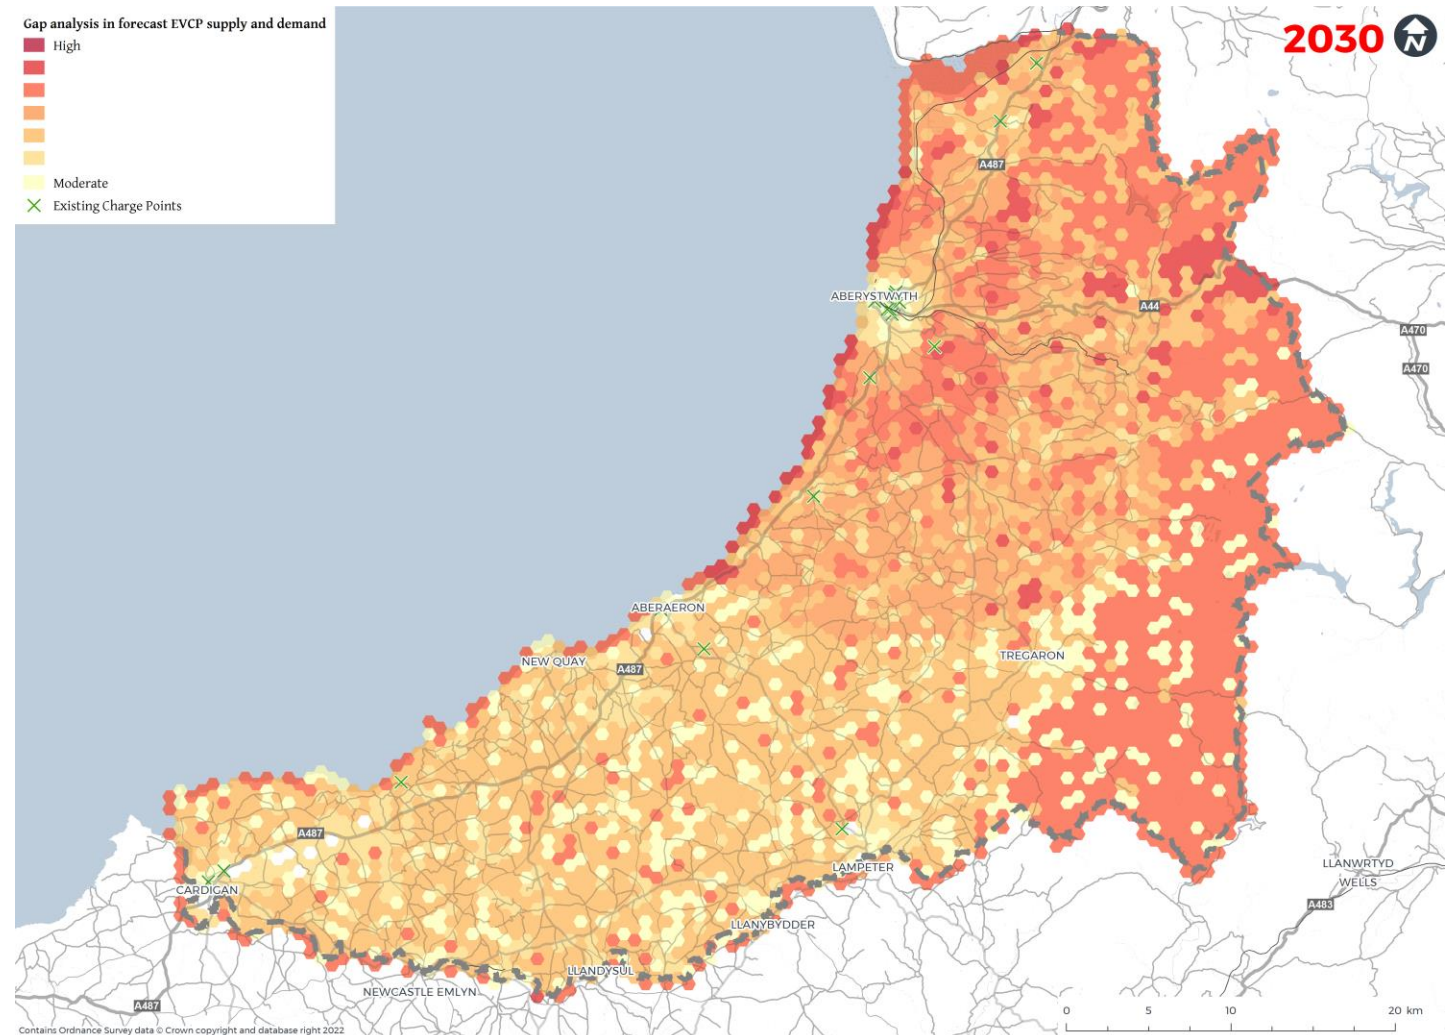 Gap analysis in forecast EVCP supply and demand
High
Moderate
Existing Charge Points
2030
N
A487
ABERYSTWYTH
A44
A470
A470
ABERAERON
NEW QUAY
A487
TREGARON
A487
LAMPETER
LLANWRTYD
WELLS
CARDIGAN
A483
LLANYBYDDER
LLANDYSUL
NEWCASTLE EMLYN
A487
0 5 10 20 km
Contains Ordnance Survey data © Crown copyright and database right 2022